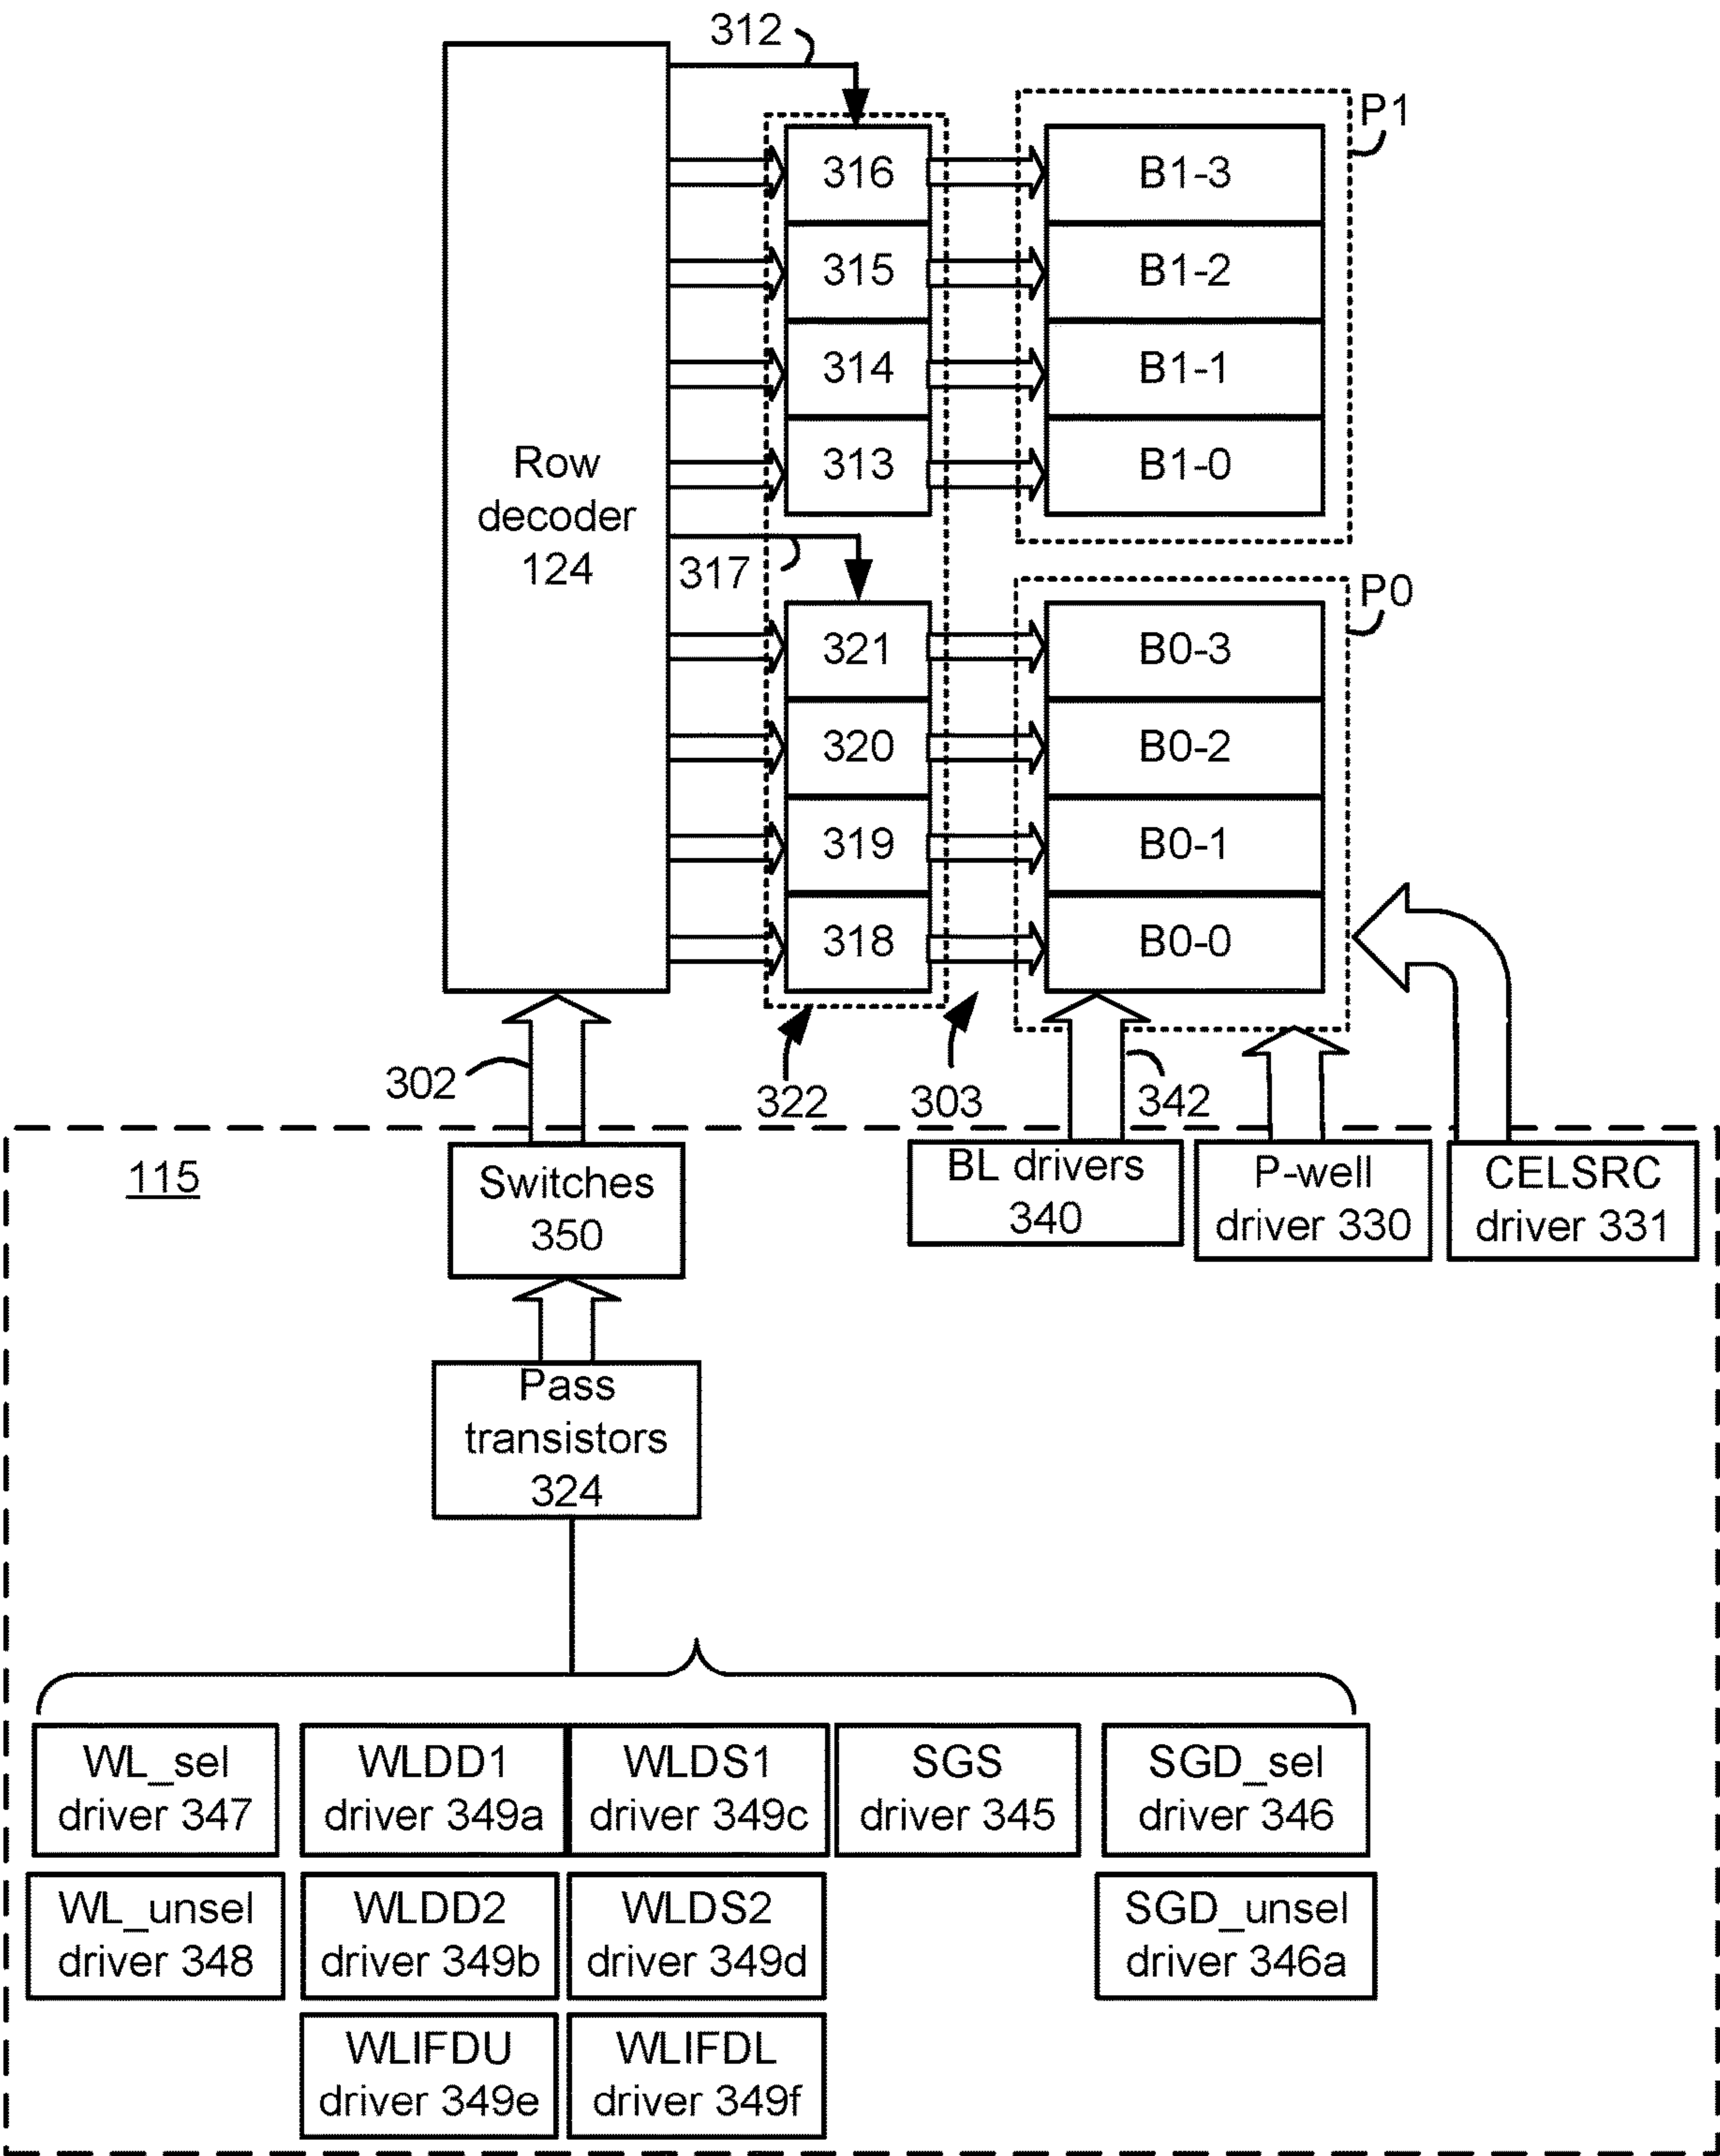 312
P1
316
B1-3
315
B1-2
314
B1-1
313
B1-0
Row
decoder
124
317
P0
321
B0-3
320
B0-2
319
B0-1
318
B0-0
302
322
303
342
115
Switches
350
BL drivers
340
P-well
driver 330
CELSRC
driver 331
Pass
transistors
324
WL_sel
driver 347
WLDD1
driver 349a
WLDS1
driver 349c
SGS
driver 345
SGD_sel
driver 346
WL_unsel
driver 348
WLDD2
driver 349b
WLDS2
driver 349d
SGD_unsel
driver 346a
WLIFDU
driver 349e
WLIFDL
driver 349f